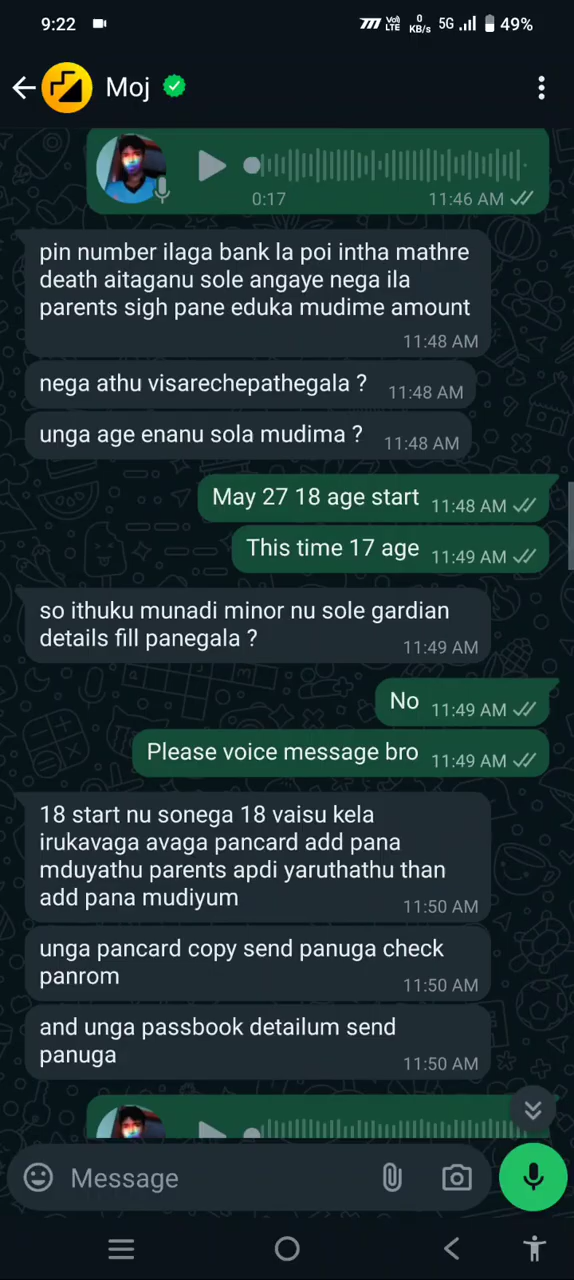 9:22
Vo)
LTE
0
KB/s
5G
49%
Moj
0:17
11:46 AM
pin number ilaga bank la poi intha mathre
death aitaganu sole angaye nega ila
parents sigh pane eduka mudime amount
11:48 AM
nega athu visarechepathegala ?
11:48 AM
unga age enanu sola mudima ?
11:48 AM
May 27 18 age start
11:48 AM
This time 17 age
11:49 AM
so ithuku munadi minor nu sole gardian
details fill panegala ?
11:49 AM
No
11:49 AM
Please voice message bro
11:49 AM
18 start nu sonega 18 vaisu kela
irukavaga avaga pancard add pana
mduyathu parents apdi yaruthathu than
add pana mudiyum
11:50 AM
unga pancard copy send panuga check
panrom
11:50 AM
and unga passbook detailum send
panuga
11:50 AM
Message